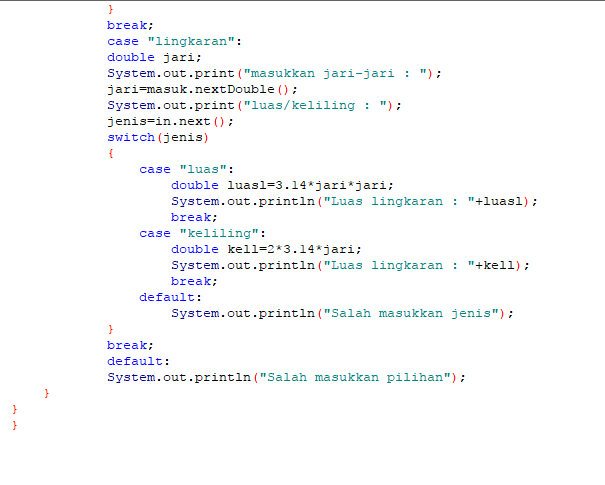 }
break;
case "lingkaran":
double jari;
System.out.print("masukkan jari-jari : ");
jari=masuk.nextDouble();
System.out.print("luas/keliling : ");
jenis=in.next();
switch(jenis)
{
case "luas":
double luasl=3.14*jari*jari;
System.out.println("Luas lingkaran : "+luasl);
break;
case "keliling":
double kell=2*3.14*jari;
System.out.println("Luas lingkaran : "+kell);
break;
default:
System.out.println("Salah masukkan jenis");
}
break;
default:
System.out.println("Salah masukkan pilihan");
}
}
}